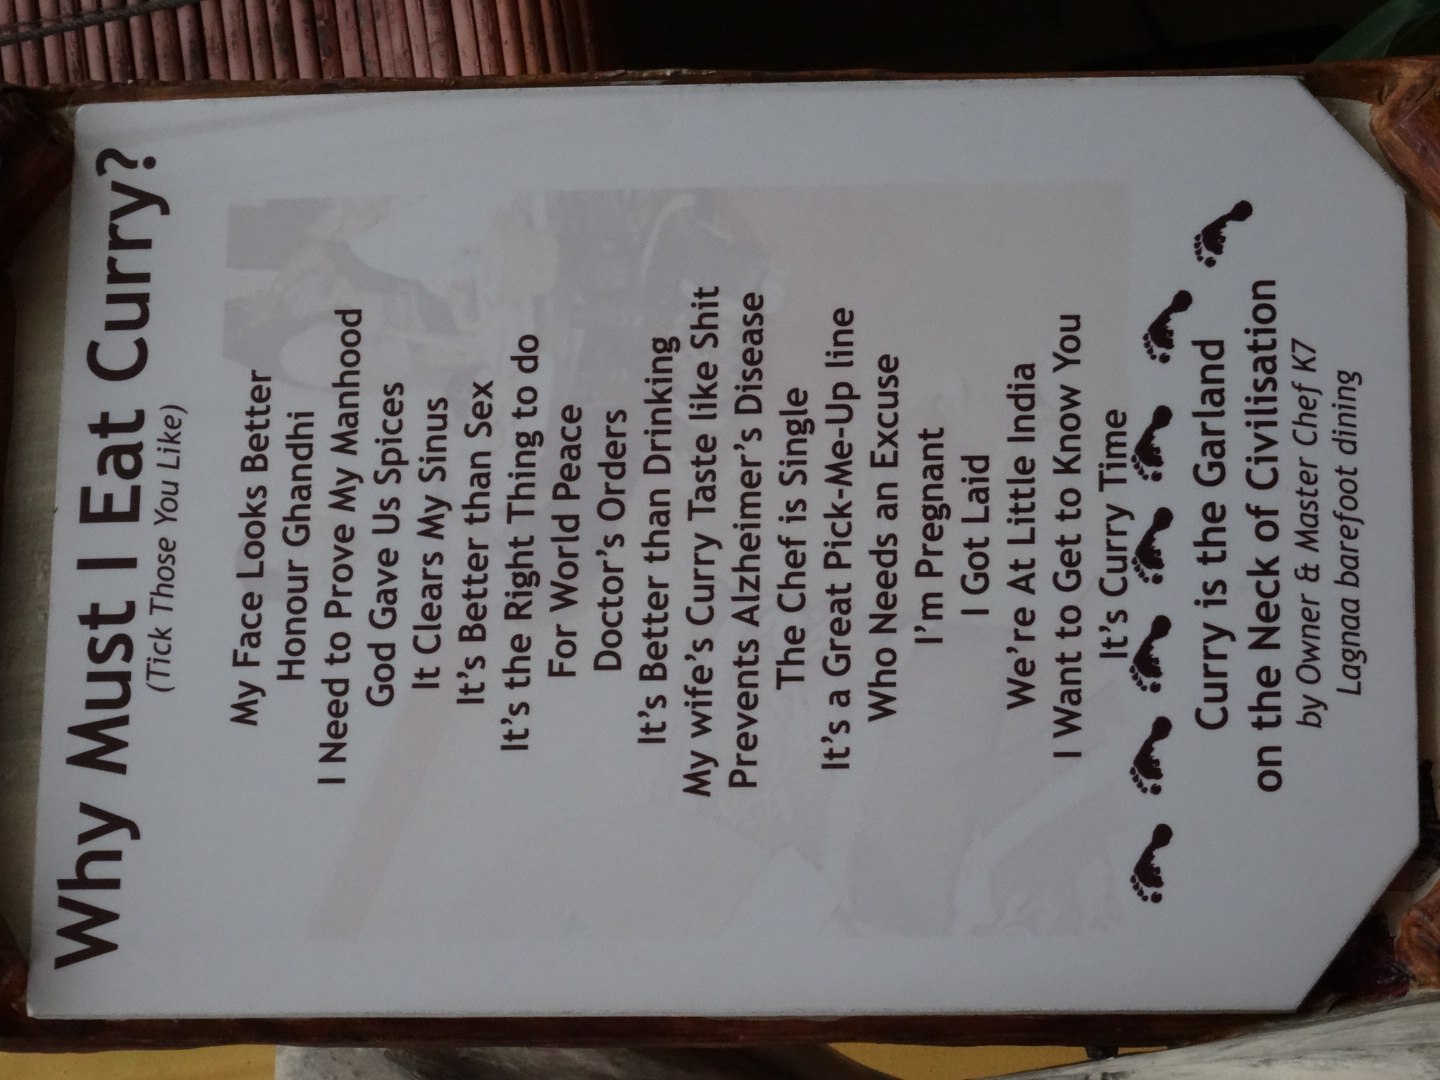 Why Must I Eat Curry?
(Tick Those You Like)
My Face Looks Better
Honour Ghandhi
I Need to Prove My Manhood
God Gave Us Spices
It Clears My Sinus
It's Better than Sex
It's the Right Thing to do
For World Peace
Doctor's Orders
It's Better than Drinking
My wife's Curry Taste like Shit
Prevents Alzheimer's Disease
The Chef is Single
It's a Great Pick-Me-Up line
Who Needs an Excuse
I'm Pregnant
I Got Laid
We're At Little India
I Want to Get to Know You
It's Curry Time
Curry is the Garland
on the Neck of Civilisation
by Owner & Master Chef K7
Lagnaa barefoot dining